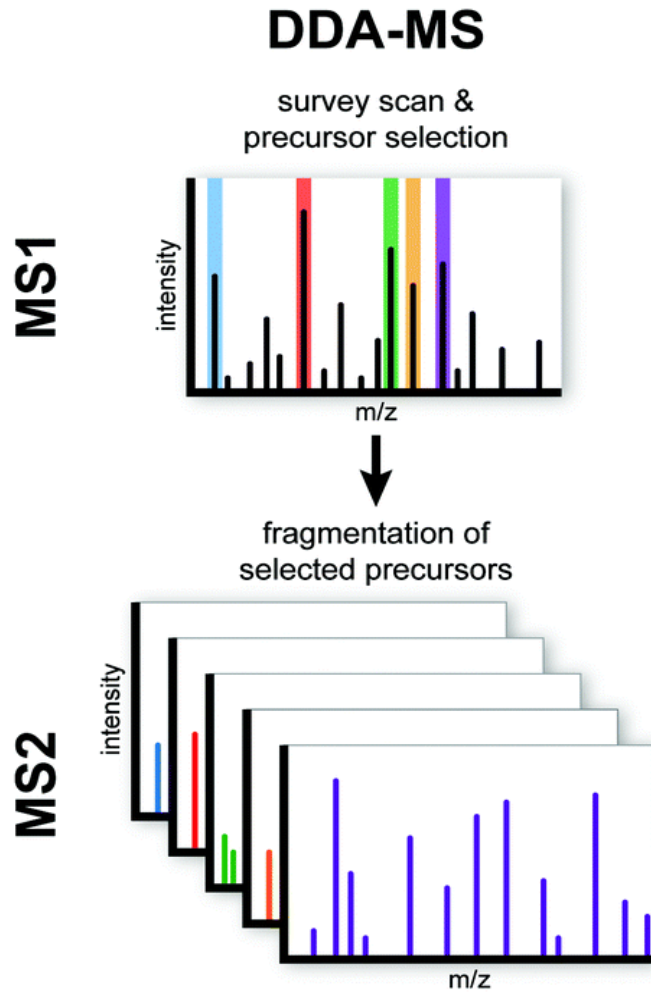 DDA-MS
survey scan &
precursor selection
MS1
intensity
m/z
fragmentation of
selected precursors
MS2
intensity
m/z